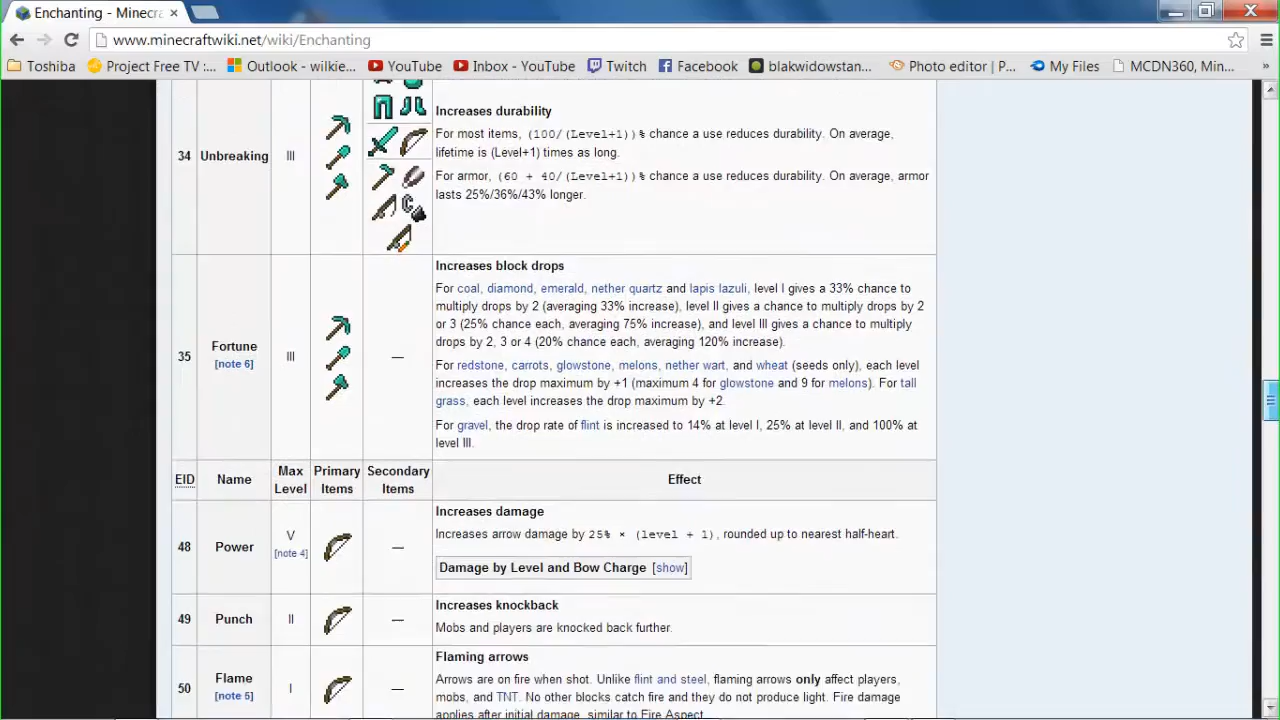 Enchanting - Minecra
www.minecraftwiki.net/wiki/Enchanting
Toshiba Project Free TV :... Outlook - wilkie... YouTube Inbox - YouTube Twitch Facebook blakwidowstan... Photo editor | P... My Files MCDN360, Min... »
Increases durability
For most items, (100/(Level+1))% chance a use reduces durability. On average,
lifetime is (Level+1) times as long.
34 Unbreaking III
For armor, (60 + 40/(Level+1))% chance a use reduces durability. On average, armor
lasts 25%/36%/43% longer.
Increases block drops
For coal, diamond, emerald, nether quartz and lapis lazuli, level I gives a 33% chance to
multiply drops by 2 (averaging 33% increase), level II gives a chance to multiply drops by 2
or 3 (25% chance each, averaging 75% increase), and level III gives a chance to multiply
drops by 2, 3 or 4 (20% chance each, averaging 120% increase).
35 Fortune III —
[note 6]
For redstone, carrots, glowstone, melons, nether wart, and wheat (seeds only), each level
increases the drop maximum by +1 (maximum 4 for glowstone and 9 for melons). For tall
grass, each level increases the drop maximum by +2.
For gravel, the drop rate of flint is increased to 14% at level I, 25% at level II, and 100% at
level III.
EID Name Max Level Primary Items Secondary Items Effect
Increases damage
48 Power V —
[note 4]
Increases arrow damage by 25% × (level + 1), rounded up to nearest half-heart.
Damage by Level and Bow Charge [show]
Increases knockback
49 Punch II —
Mobs and players are knocked back further.
Flaming arrows
50 Flame I —
[note 5]
Arrows are on fire when shot. Unlike flint and steel, flaming arrows only affect players,
mobs, and TNT. No other blocks catch fire and they do not produce light. Fire damage
applies after initial damage, similar to Fire Aspect.